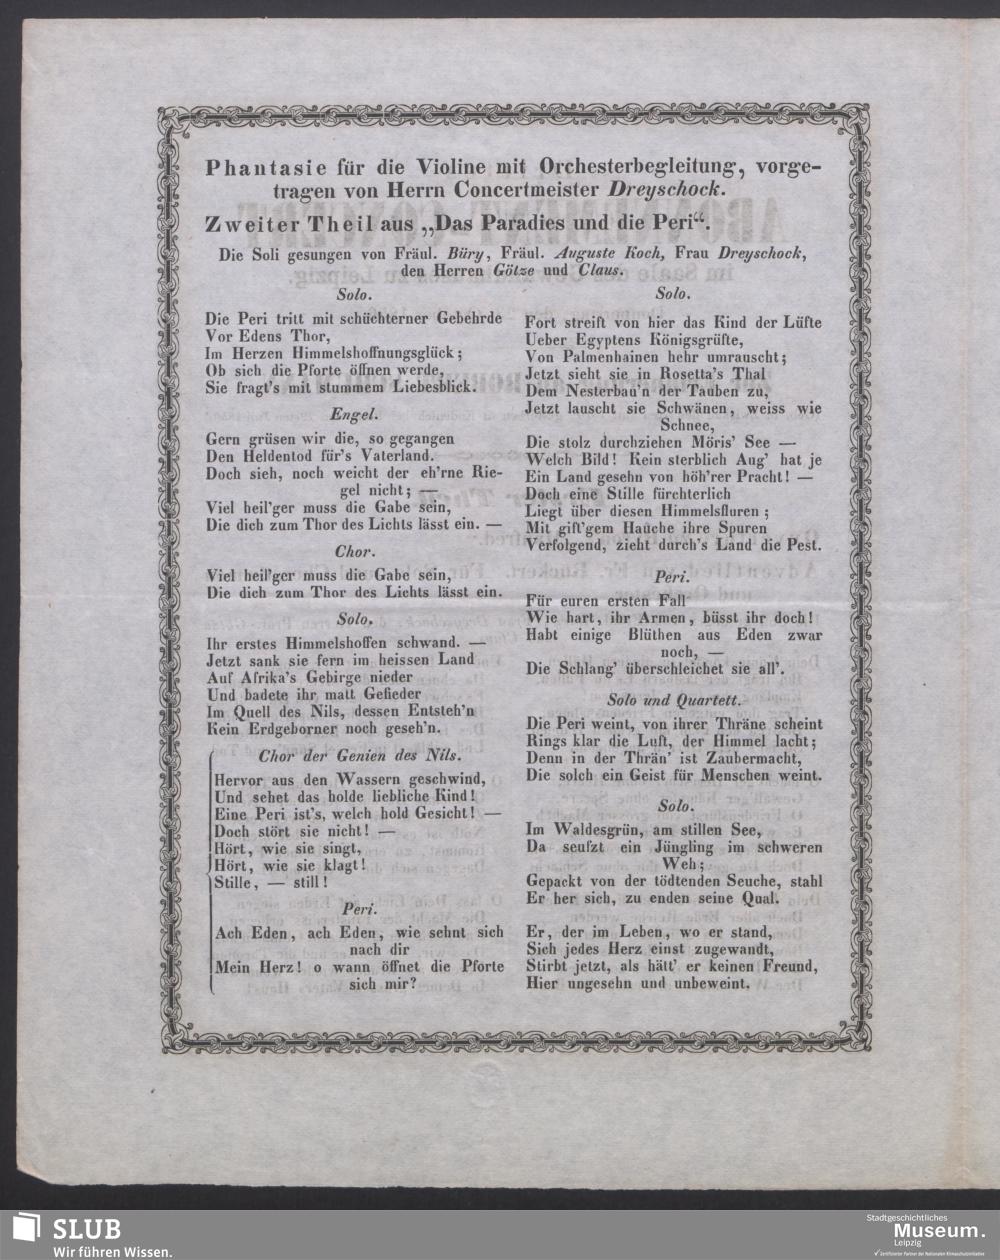 Phantasie für die Violine mit Orchesterbegleitung, vorge-
tragen von Herrn Concertmeister Dreyschock.
Zweiter Theil aus „Das Paradies und die Peri“.
Die Soli gesungen von Fräul. Büry, Fräul. Auguste Koch, Frau Dreyschock,
den Herren Götze und Claus.
Solo.
Die Peri tritt mit schüchterner Gebehrde
Vor Edens Thor,
Im Herzen Himmelshoffnungsglück;
Ob sich die Pforte öffnen werde,
Sie fragt's mit stummem Liebesblick.
Engel.
Gern grüsen wir die, so gegangen
Den Heldentod für's Vaterland.
Doch sieh, noch weicht der eh'rne Rie-
gel nicht; —
Viel heil'ger muss die Gabe sein,
Die dich zum Thor des Lichts lässt ein. —
Chor.
Viel heil'ger muss die Gabe sein,
Die dich zum Thor des Lichts lässt ein.
Solo.
Ihr erstes Himmelshoffen schwand. —
Jetzt sank sie fern im heissen Land
Auf Afrika's Gebirge nieder
Und badete ihr matt Gefieder
Im Quell des Nils, dessen Entsteh'n
Kein Erdgeborner noch geseh'n.
Chor der Genien des Nils.
Hervor aus den Wassern geschwind,
Und sehet das holde liebliche Kind!
Eine Peri ist's, welch hold Gesicht! —
Doch stört sie nicht! —
Hört, wie sie singt,
Hört, wie sie klagt!
Stille, — still!
Peri.
Ach Eden, ach Eden, wie sehnt sich
nach dir
Mein Herz! o wann öffnet die Pforte
sich mir?
Solo.
Fort streift von hier das Kind der Lüfte
Ueber Egyptens Königsgrüfte,
Von Palmenhainen hehr umrauscht;
Jetzt sieht sie in Rosetta's Thal
Dem Nesterbau'n der Tauben zu,
Jetzt lauscht sie Schwänen, weiss wie
Schnee,
Die stolz durchziehen Möris' See —
Welch Bild! Kein sterblich Aug' hat je
Ein Land gesehn von höh'rer Pracht! —
Doch eine Stille fürchterlich
Liegt über diesen Himmelsfluren;
Mit gift'gem Hauche ihre Spuren
Verfolgend, zieht durch's Land die Pest.
Peri.
Für euren ersten Fall
Wie hart, ihr Armen, büsst ihr doch!
Habt einige Blüthen aus Eden zwar
noch, —
Die Schlang' überschleichet sie all'.
Solo und Quartett.
Die Peri weint, von ihrer Thräne scheint
Rings klar die Luft, der Himmel lacht;
Denn in der Thrän' ist Zaubermacht,
Die solch ein Geist für Menschen weint.
Solo.
Im Waldesgrün, am stillen See,
Da seufzt ein Jüngling im schweren
Weh;
Gepackt von der tödtenden Seuche, stahl
Er her sich, zu enden seine Qual.
Er, der im Leben, wo er stand,
Sich jedes Herz einst zugewandt,
Stirbt jetzt, als hätt' er keinen Freund,
Hier ungesehn und unbeweint.
SLUB
Wir führen Wissen.
Stadtgeschichtliches
Museum.
Leipzig
Zertifizierter Partner der Nationalen Klimaschutzinitiative